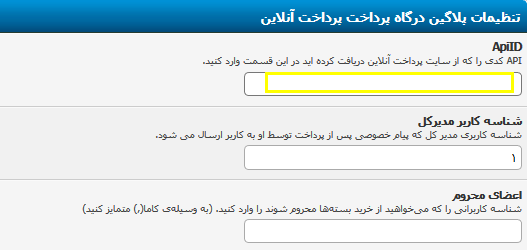 تنظیمات پلاگین درگاه پرداخت پرداخت آنلاین
ApiID
API کدی را که از سایت پرداخت آنلاین دریافت کرده اید در این قسمت وارد کنید.
شناسه کاربر مدیرکل
شناسه کاربری مدیر کل که پیام خصوصی پس از پرداخت توسط او به کاربر ارسال می شود.
۱
اعضای محروم
شناسه کاربرانی را که می‌خواهید از خرید بسته‌ها محروم شوند را وارد کنید. (به وسیله‌ی کاما(,) متمایز کنید)